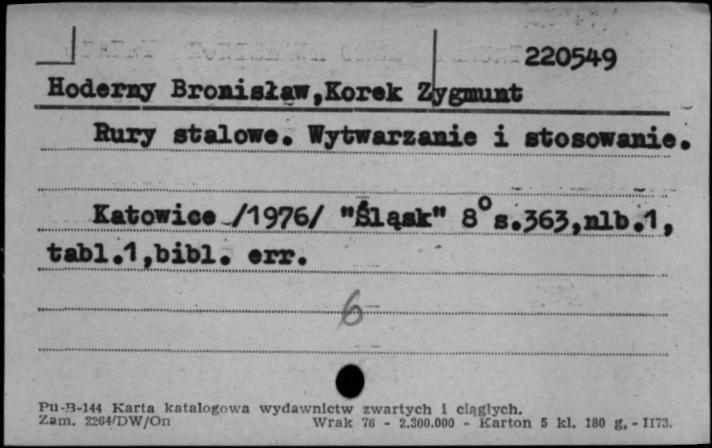 220549
Hoderny Bronisław,Korek Zygmunt
Rury stalowe. Wytwarzanie i stosowanie.
Katowice /1976/ "Śląsk" 8° s.363,nlb.1,
tabl.1,bibl. err.
6
Pu-B-144 Karta katalogowa wydawnictw zwartych i ciągłych.
Zam. 2264/DW/On Wrak 76 - 2.300.000 - Karton 5 kl. 180 g, - II73.